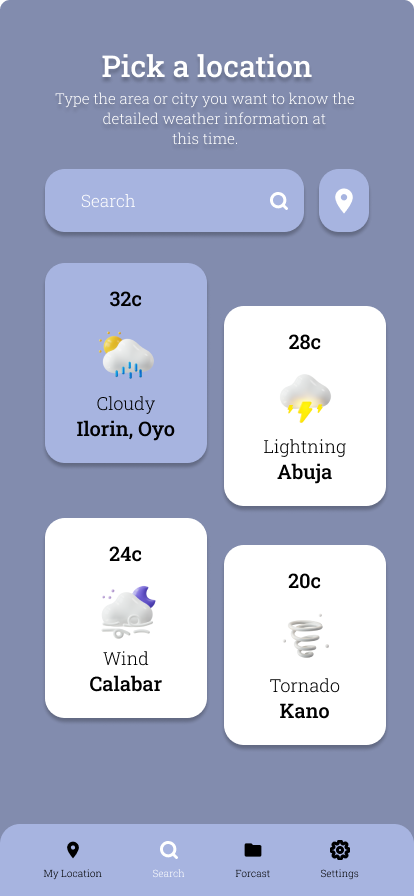 Pick a location
Type the area or city you want to know the
detailed weather information at
this time.
Search
32c
Cloudy
Ilorin, Oyo
28c
Lightning
Abuja
24c
Wind
Calabar
20c
Tornado
Kano
My Location
Search
Forcast
Settings